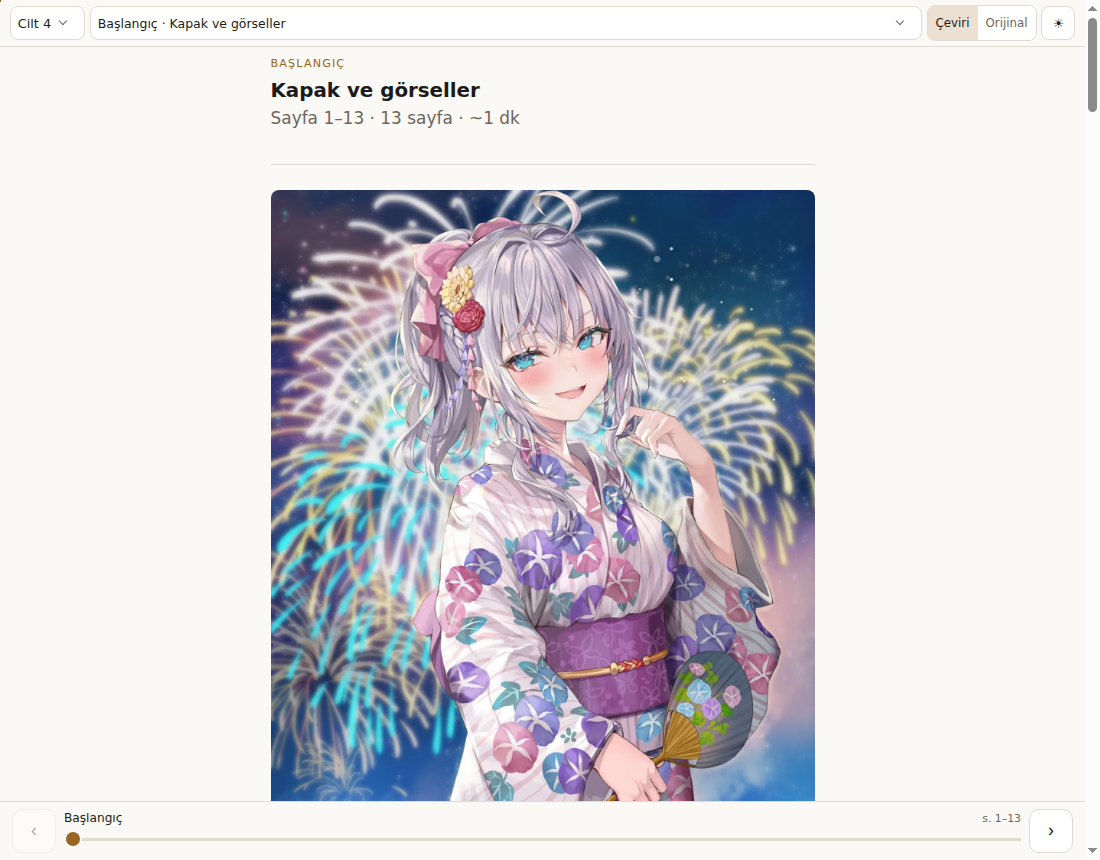 Cilt 4
Başlangıç · Kapak ve görseller
Çeviri
Orijinal
BAŞLANGIÇ
Kapak ve görseller
Sayfa 1–13 · 13 sayfa · ~1 dk
Başlangıç
s. 1–13